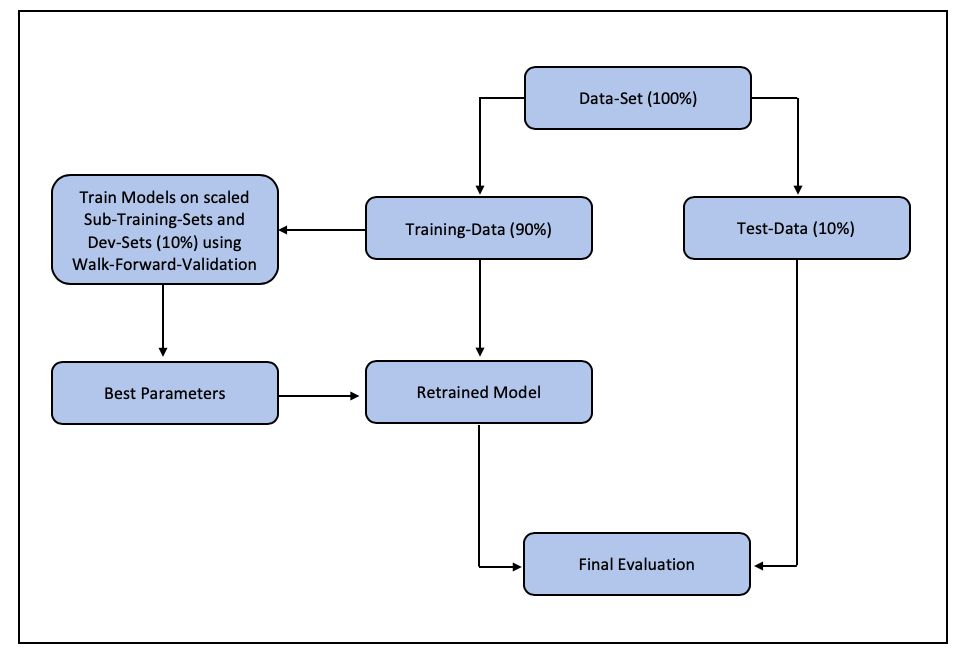 Data-Set (100%)
Train Models on scaled
Sub-Training-Sets and
Dev-Sets (10%) using
Walk-Forward-Validation
Training-Data (90%)
Test-Data (10%)
Best Parameters
Retrained Model
Final Evaluation